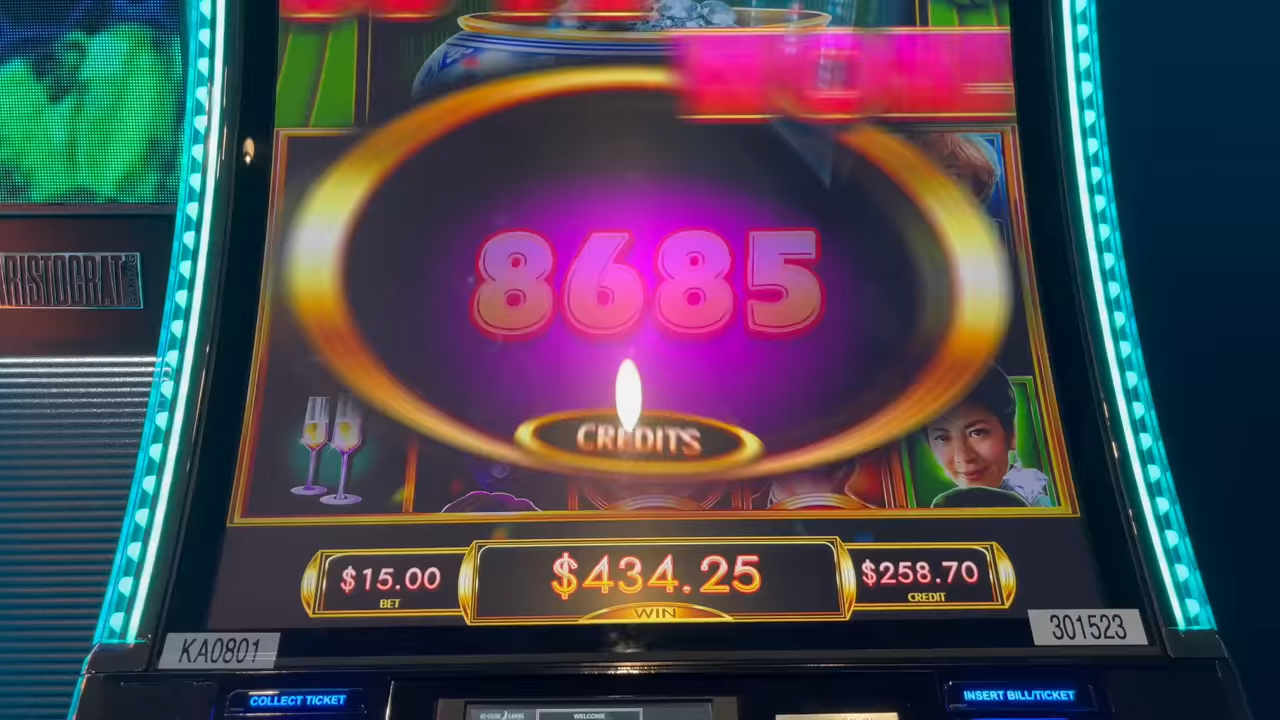 8685
CREDITS
ARISTOCRAT
GAMING
$15.00
BET
$434.25
WIN
$258.70
CREDIT
KA0801
301523
COLLECT TICKET
INSERT BILL/TICKET
WELCOME